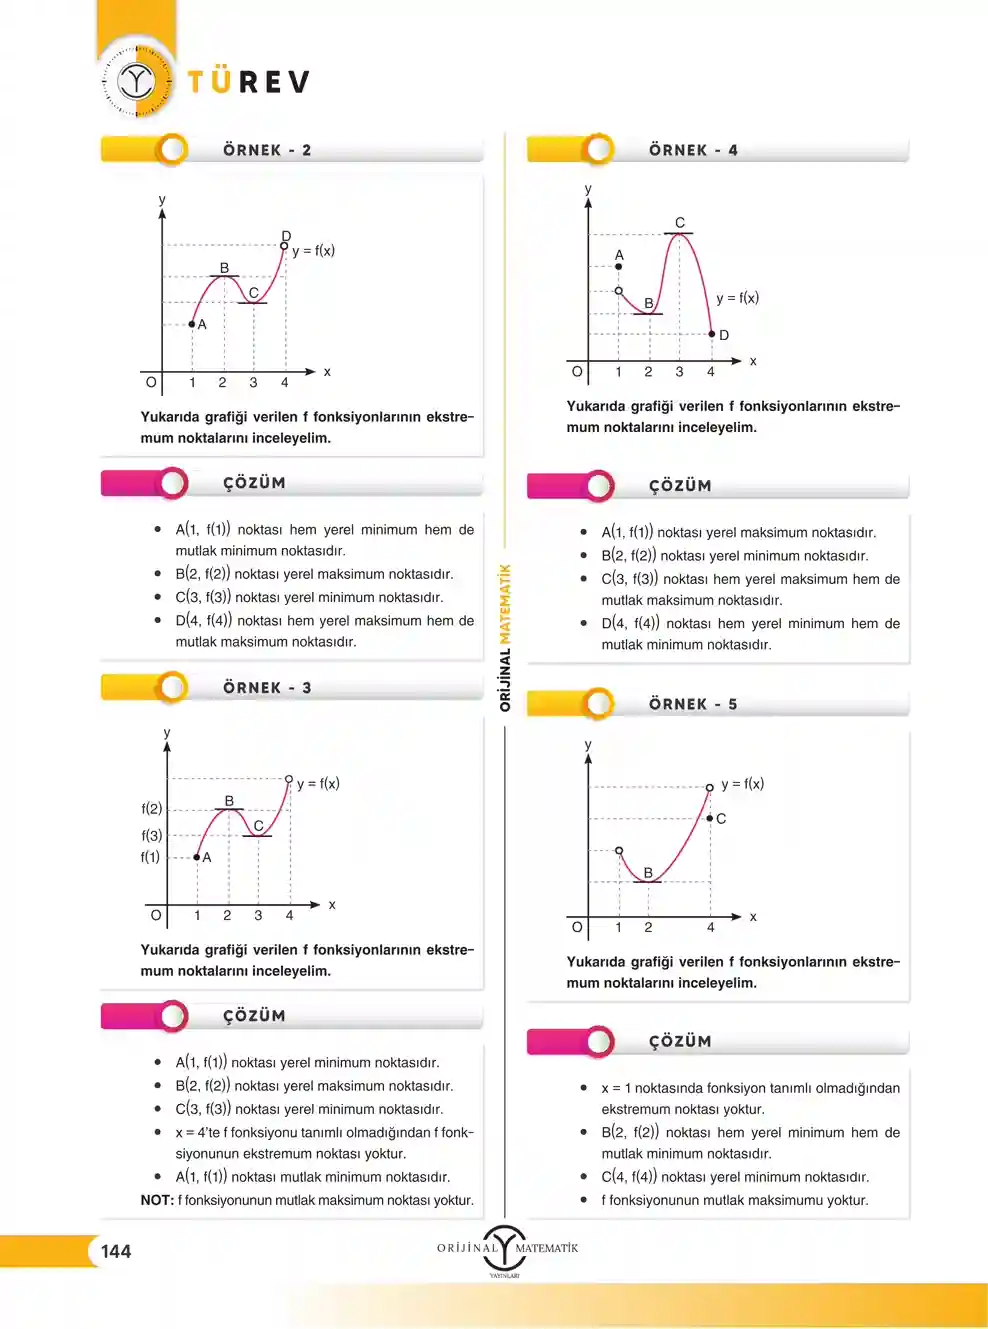 TÜREV
ÖRNEK - 2
y
D
y = f(x)
B
C
A
O
1
2
3
4
x
Yukarıda grafiği verilen f fonksiyonlarının ekstre-
mum noktalarını inceleyelim.
ÇÖZÜM
• A(1, f(1)) noktası hem yerel minimum hem de
mutlak minimum noktasıdır.
• B(2, f(2)) noktası yerel maksimum noktasıdır.
• C(3, f(3)) noktası yerel minimum noktasıdır.
• D(4, f(4)) noktası hem yerel maksimum hem de
mutlak maksimum noktasıdır.
ÖRNEK - 3
y
y = f(x)
f(2)
B
f(3)
C
f(1)
A
O
1
2
3
4
x
Yukarıda grafiği verilen f fonksiyonlarının ekstre-
mum noktalarını inceleyelim.
ÇÖZÜM
• A(1, f(1)) noktası yerel minimum noktasıdır.
• B(2, f(2)) noktası yerel maksimum noktasıdır.
• C(3, f(3)) noktası yerel minimum noktasıdır.
• x = 4'te f fonksiyonu tanımlı olmadığından f fonk-
siyonunun ekstremum noktası yoktur.
• A(1, f(1)) noktası mutlak minimum noktasıdır.
NOT: f fonksiyonunun mutlak maksimum noktası yoktur.
ORİJİNAL MATEMATİK
ÖRNEK - 4
y
C
A
B
y = f(x)
D
O
1
2
3
4
x
Yukarıda grafiği verilen f fonksiyonlarının ekstre-
mum noktalarını inceleyelim.
ÇÖZÜM
• A(1, f(1)) noktası yerel maksimum noktasıdır.
• B(2, f(2)) noktası yerel minimum noktasıdır.
• C(3, f(3)) noktası hem yerel maksimum hem de
mutlak maksimum noktasıdır.
• D(4, f(4)) noktası hem yerel minimum hem de
mutlak minimum noktasıdır.
ÖRNEK - 5
y
y = f(x)
C
B
O
1
2
4
x
Yukarıda grafiği verilen f fonksiyonlarının ekstre-
mum noktalarını inceleyelim.
ÇÖZÜM
• x = 1 noktasında fonksiyon tanımlı olmadığından
ekstremum noktası yoktur.
• B(2, f(2)) noktası hem yerel minimum hem de
mutlak minimum noktasıdır.
• C(4, f(4)) noktası yerel minimum noktasıdır.
• f fonksiyonunun mutlak maksimumu yoktur.
144
ORİJİNAL MATEMATİK
YAYINLARI